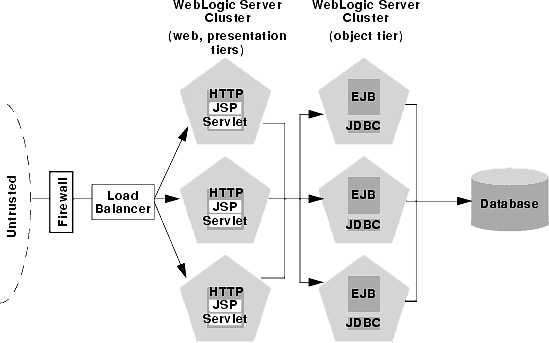 WebLogic Server
Cluster
(web, presentation
tiers)
WebLogic Server
Cluster
(object tier)
Untrusted
Firewall
Load
Balancer
HTTP
JSP
Servlet
HTTP
JSP
Servlet
HTTP
JSP
Servlet
EJB
JDBC
EJB
JDBC
EJB
JDBC
Database